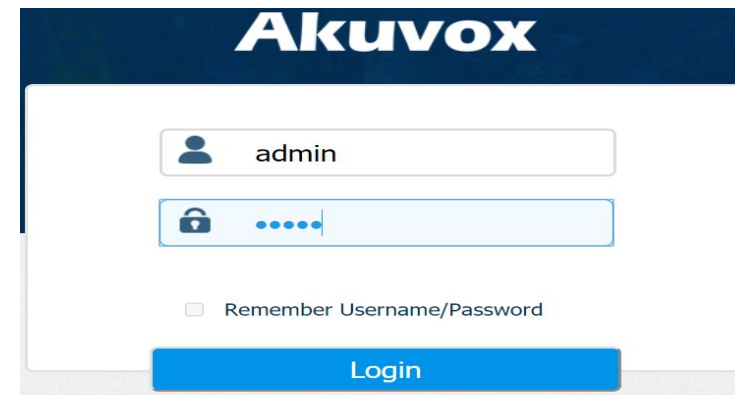 Akuvox
admin
•••••
Remember Username/Password
Login